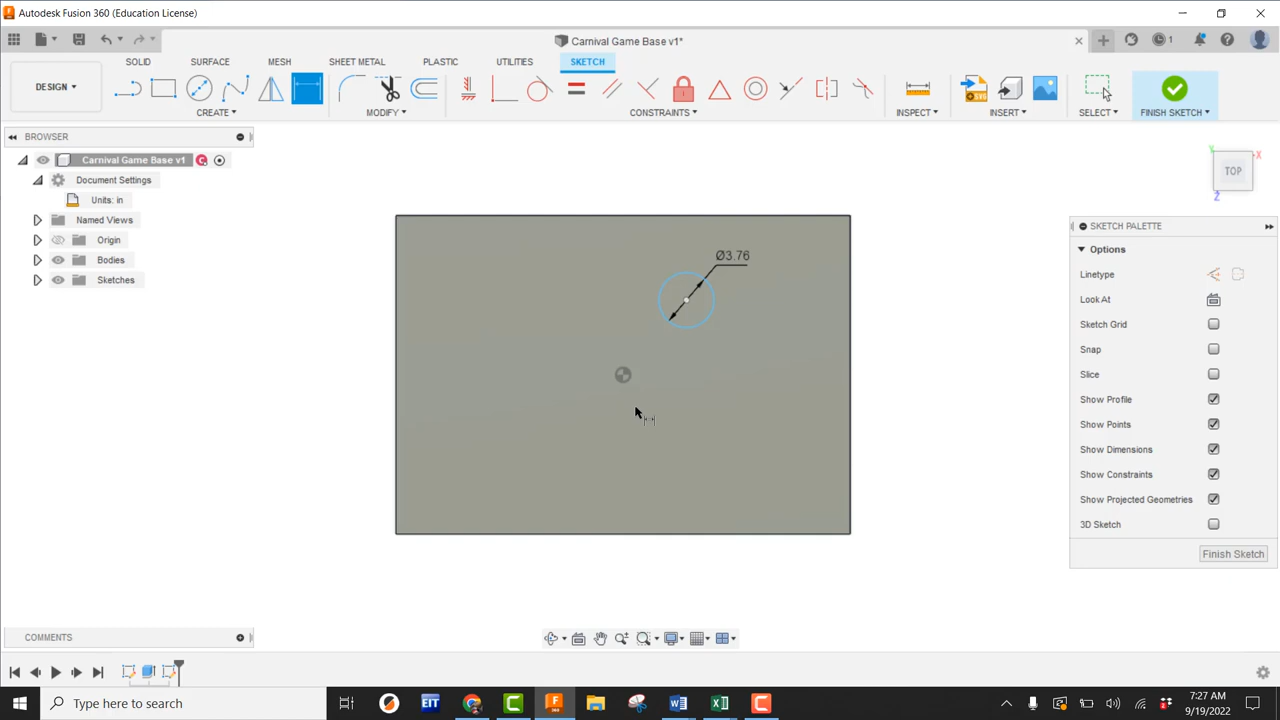 Autodesk Fusion 360 (Education License)
Carnival Game Base v1*
1
DESIGN
SOLID
SURFACE
MESH
SHEET METAL
PLASTIC
UTILITIES
SKETCH
CREATE
MODIFY
CONSTRAINTS
INSPECT
INSERT
SELECT
FINISH SKETCH
BROWSER
Carnival Game Base v1
Document Settings
Units: in
Named Views
Origin
Bodies
Sketches
Ø3.76
Y
X
TOP
Z
SKETCH PALETTE
Options
Linetype
Look At
Sketch Grid
Snap
Slice
Show Profile
Show Points
Show Dimensions
Show Constraints
Show Projected Geometries
3D Sketch
Finish Sketch
COMMENTS
Type here to search
EIT
7:27 AM
9/19/2022